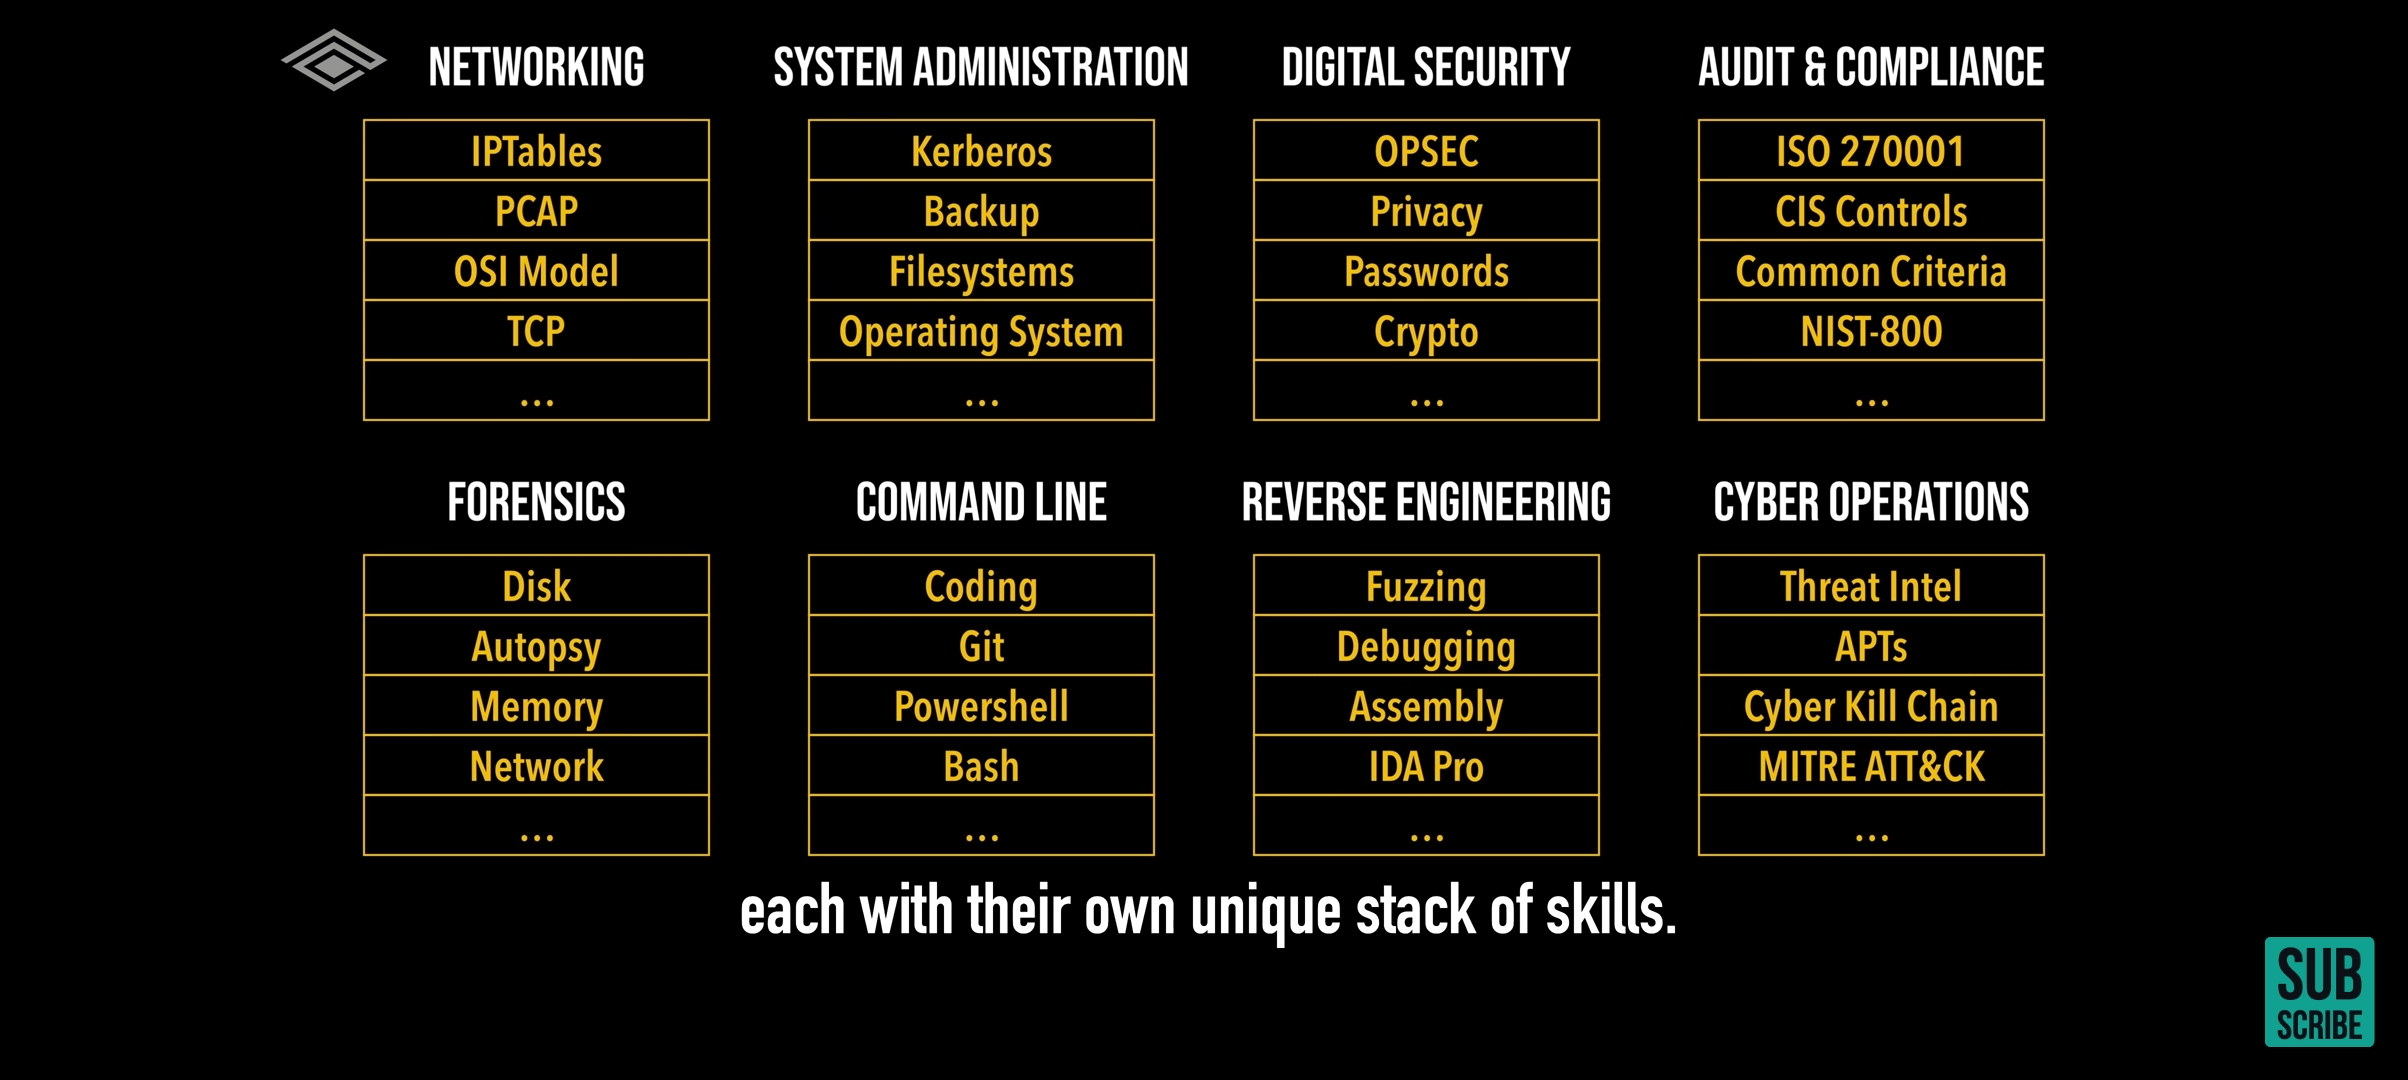 NETWORKING
IPTables
PCAP
OSI Model
TCP
...
SYSTEM ADMINISTRATION
Kerberos
Backup
Filesystems
Operating System
...
DIGITAL SECURITY
OPSEC
Privacy
Passwords
Crypto
...
AUDIT & COMPLIANCE
ISO 270001
CIS Controls
Common Criteria
NIST-800
...
FORENSICS
Disk
Autopsy
Memory
Network
...
COMMAND LINE
Coding
Git
Powershell
Bash
...
REVERSE ENGINEERING
Fuzzing
Debugging
Assembly
IDA Pro
...
CYBER OPERATIONS
Threat Intel
APTs
Cyber Kill Chain
MITRE ATT&CK
...
each with their own unique stack of skills.
SUB
SCRIBE